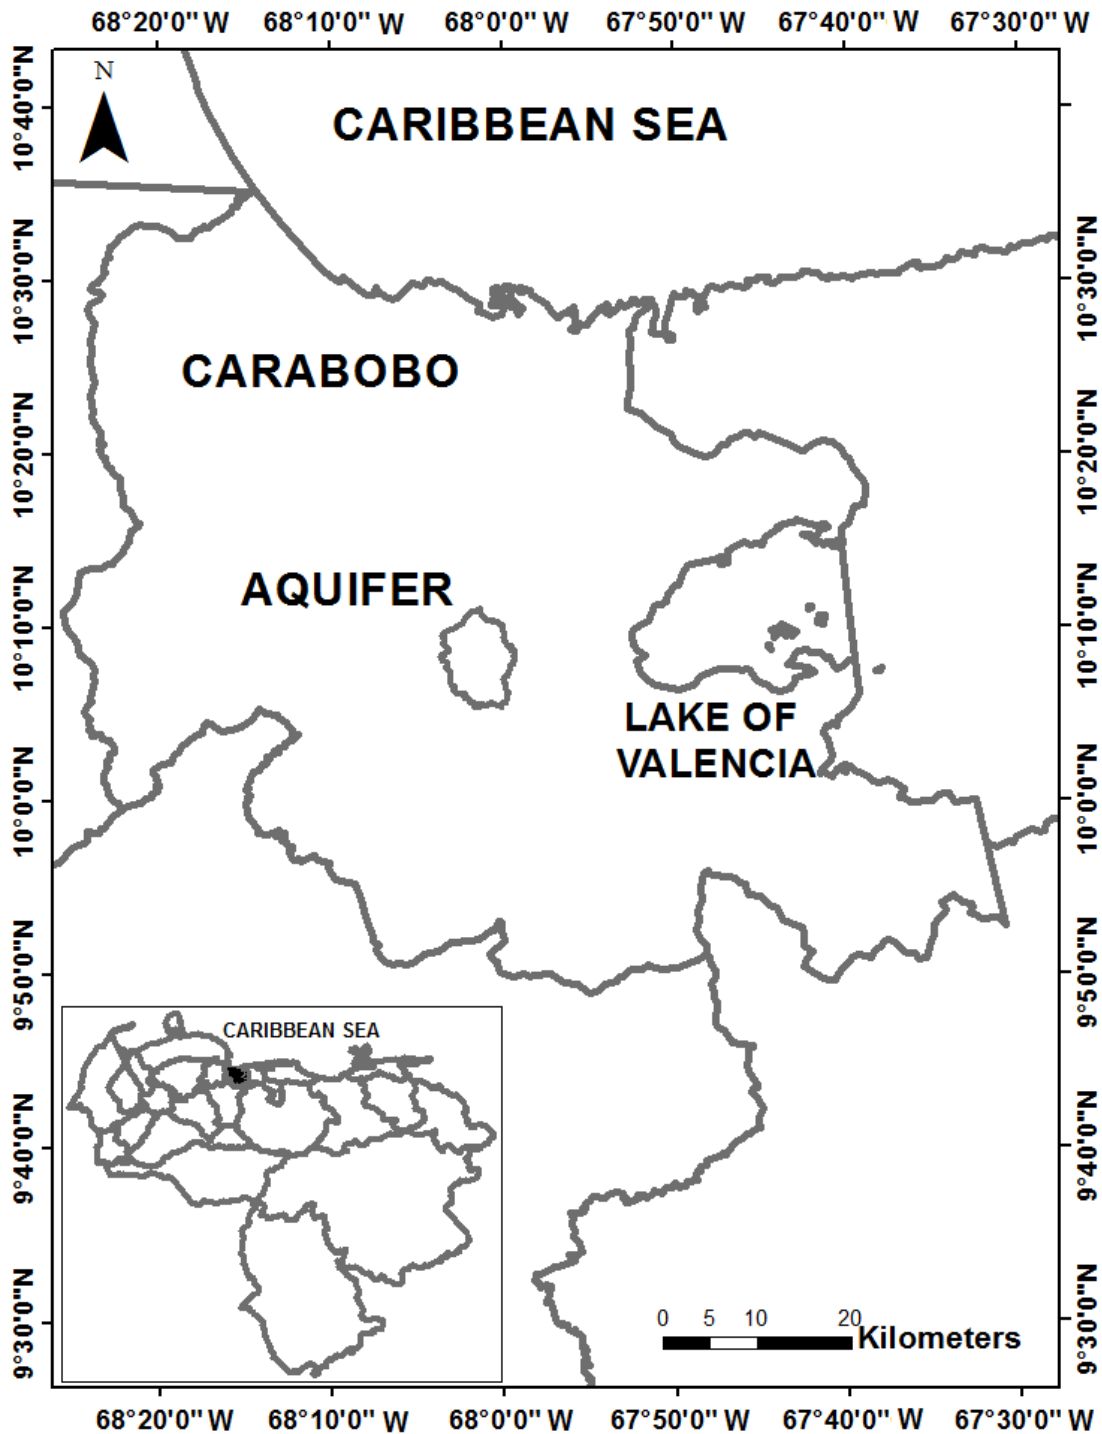 68°20'0"W 68°10'0"W 68°0'0"W 67°50'0"W 67°40'0"W 67°30'0"W
N
CARIBBEAN SEA
10°40'0"N
10°30'0"N 10°30'0"N
CARABOBO
10°20'0"N 10°20'0"N
AQUIFER
10°10'0"N 10°10'0"N
LAKE OF
VALENCIA
10°0'0"N 10°0'0"N
9°50'0"N 9°50'0"N
CARIBBEAN SEA
9°40'0"N 9°40'0"N
9°30'0"N 9°30'0"N
0 5 10 20
Kilometers
68°20'0"W 68°10'0"W 68°0'0"W 67°50'0"W 67°40'0"W 67°30'0"W